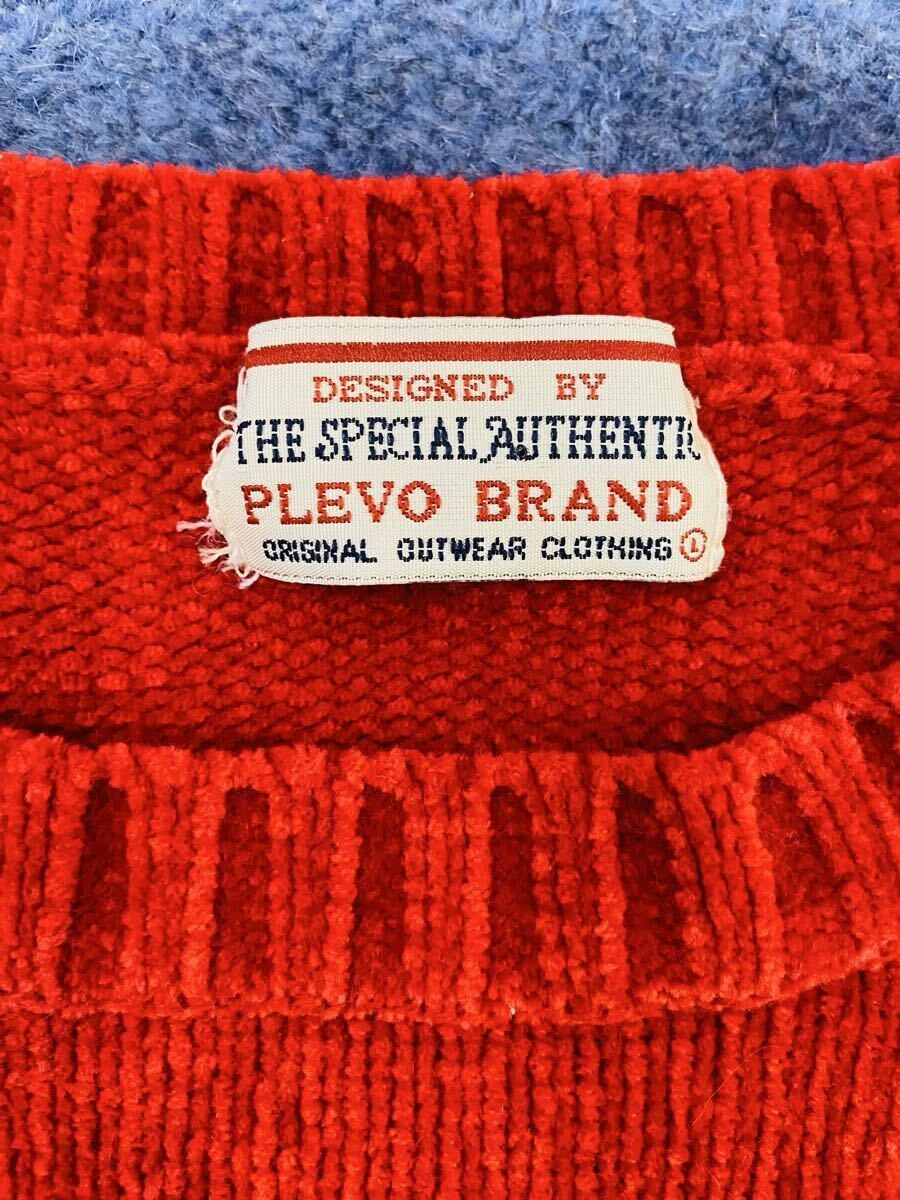 DESIGNED BY
THE SPECIAL AUTHENTIC
PLEVO BRAND
ORIGINAL OUTWEAR CLOTHING L